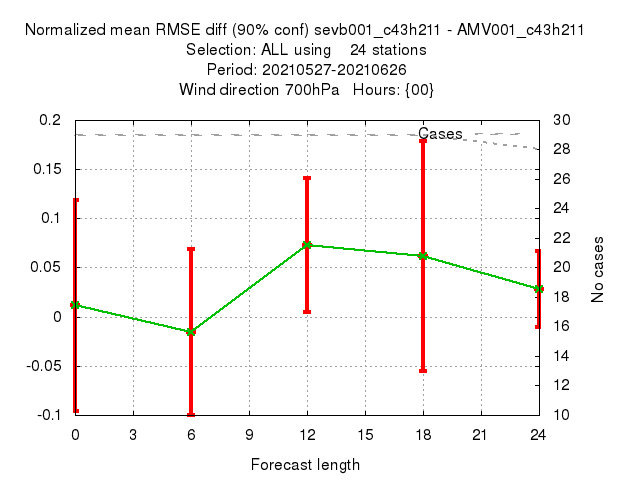 Normalized mean RMSE diff (90% conf) sevb001_c43h211 - AMV001_c43h211
Selection: ALL using    24 stations
Period: 20210527-20210626
Wind direction 700hPa   Hours: {00}
Cases
0.2
0.15
0.1
0.05
0
-0.05
-0.1
30
28
26
24
22
20
18
16
14
12
10
No cases
0 3 6 9 12 15 18 21 24
Forecast length